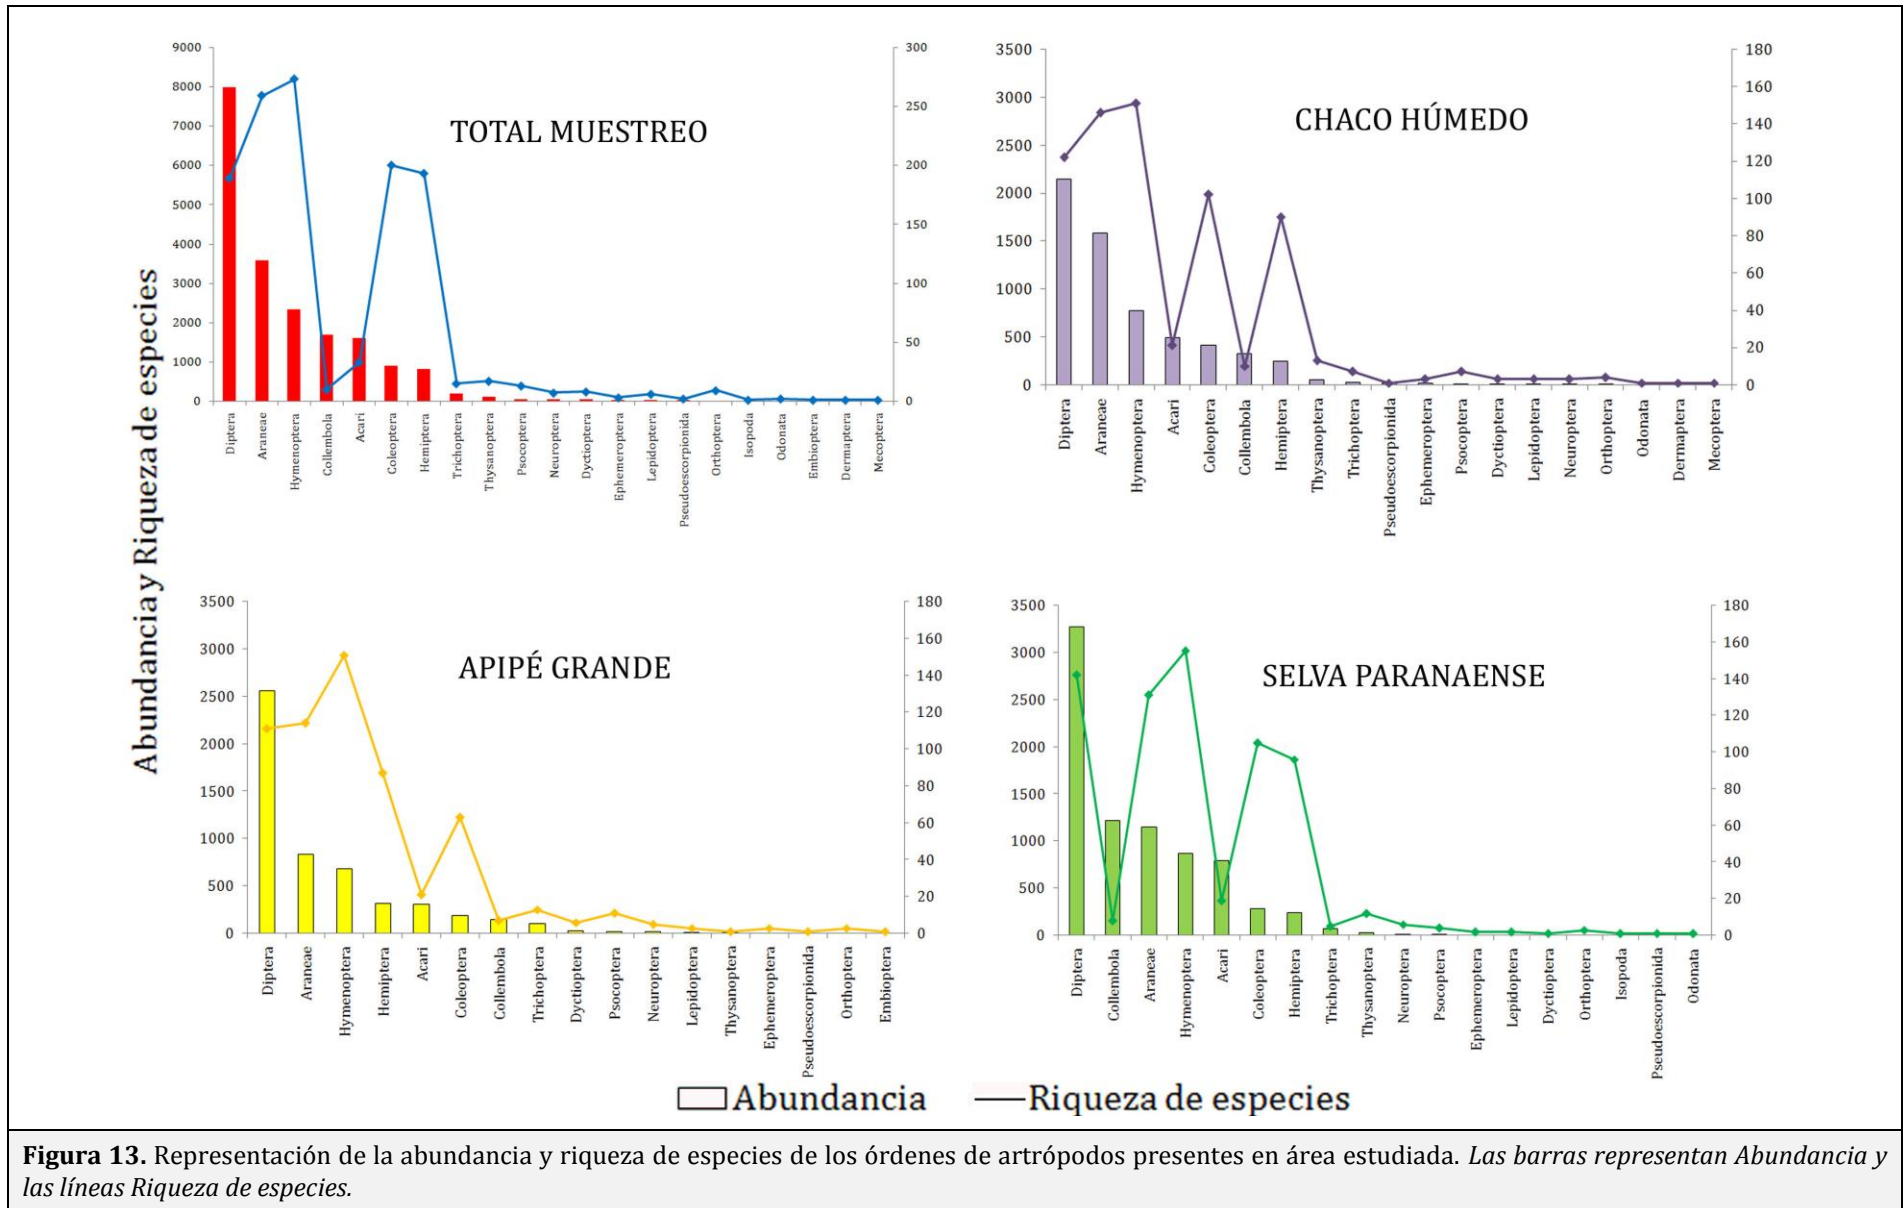 Abundancia y Riqueza de especies
TOTAL MUESTREO
9000
8000
7000
6000
5000
4000
3000
2000
1000
0
300
250
200
150
100
50
0
Diptera
Araneae
Hymenoptera
Collembola
Acari
Coleoptera
Hemiptera
Trichoptera
Thysanoptera
Psocoptera
Neuroptera
Dyctioptera
Ephemeroptera
Lepidoptera
Pseudoescorpionida
Orthoptera
Isopoda
Odonata
Embioptera
Dermaptera
Mecoptera
CHACO HÚMEDO
3500
3000
2500
2000
1500
1000
500
0
180
160
140
120
100
80
60
40
20
0
Diptera
Araneae
Hymenoptera
Acari
Coleoptera
Collembola
Hemiptera
Thysanoptera
Trichoptera
Pseudoescorpionida
Ephemeroptera
Psocoptera
Dyctioptera
Lepidoptera
Neuroptera
Orthoptera
Odonata
Dermaptera
Mecoptera
APIPÉ GRANDE
3500
3000
2500
2000
1500
1000
500
0
180
160
140
120
100
80
60
40
20
0
Diptera
Araneae
Hymenoptera
Hemiptera
Acari
Coleoptera
Collembola
Trichoptera
Dyctioptera
Psocoptera
Neuroptera
Lepidoptera
Thysanoptera
Ephemeroptera
Pseudoescorpionida
Orthoptera
Embioptera
SELVA PARANAENSE
3500
3000
2500
2000
1500
1000
500
0
180
160
140
120
100
80
60
40
20
0
Diptera
Collembola
Araneae
Hymenoptera
Acari
Coleoptera
Hemiptera
Trichoptera
Thysanoptera
Neuroptera
Psocoptera
Ephemeroptera
Lepidoptera
Dyctioptera
Orthoptera
Isopoda
Pseudoescorpionida
Odonata
Abundancia
Riqueza de especies
Figura 13. Representación de la abundancia y riqueza de especies de los órdenes de artrópodos presentes en área estudiada. Las barras representan Abundancia y
las líneas Riqueza de especies.